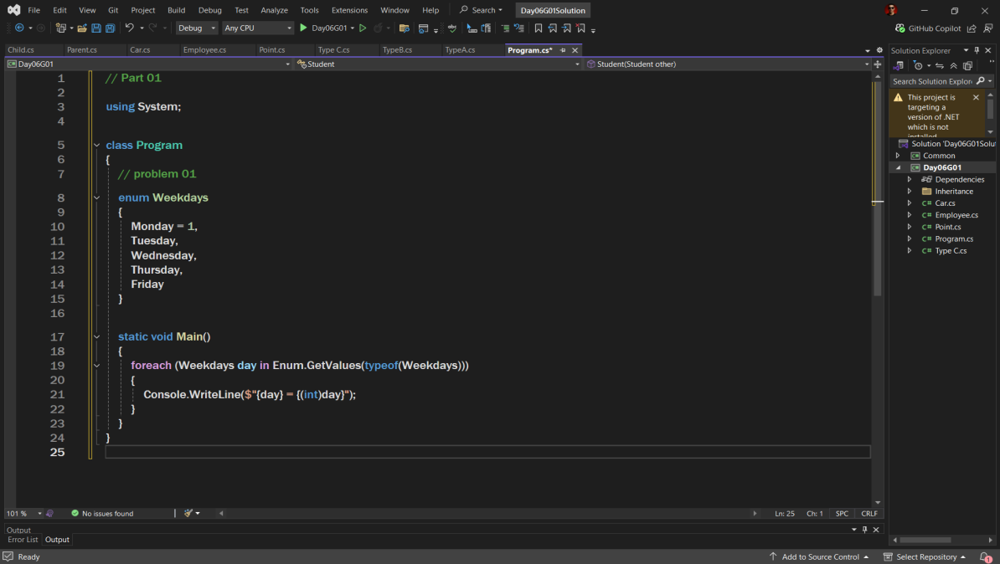 File Edit View Git Project Build Debug Test Analyze Tools Extensions Window Help Search Day06G01Solution
Debug Any CPU Day06G01 GitHub Copilot
Child.cs Parent.cs Car.cs Employee.cs Point.cs Type C.cs TypeB.cs TypeA.cs Program.cs*
Day06G01 Student Student(Student other)
1 // Part 01
2
3 using System;
4
5 class Program
6 {
7 // problem 01
8 enum Weekdays
9 {
10 Monday = 1,
11 Tuesday,
12 Wednesday,
13 Thursday,
14 Friday
15 }
16
17 static void Main()
18 {
19 foreach (Weekdays day in Enum.GetValues(typeof(Weekdays)))
20 {
21 Console.WriteLine($"{day} = {(int)day}");
22 }
23 }
24 }
25
101 % No issues found Ln: 25 Ch: 1 SPC CRLF
Output
Error List Output
Solution Explorer
Search Solution Explor
This project is
targeting a
version of .NET
which is not
installed
Solution 'Day06G01Solu
Common
Day06G01
Dependencies
Inheritance
C# Car.cs
C# Employee.cs
C# Point.cs
C# Program.cs
C# Type C.cs
Ready Add to Source Control Select Repository 1